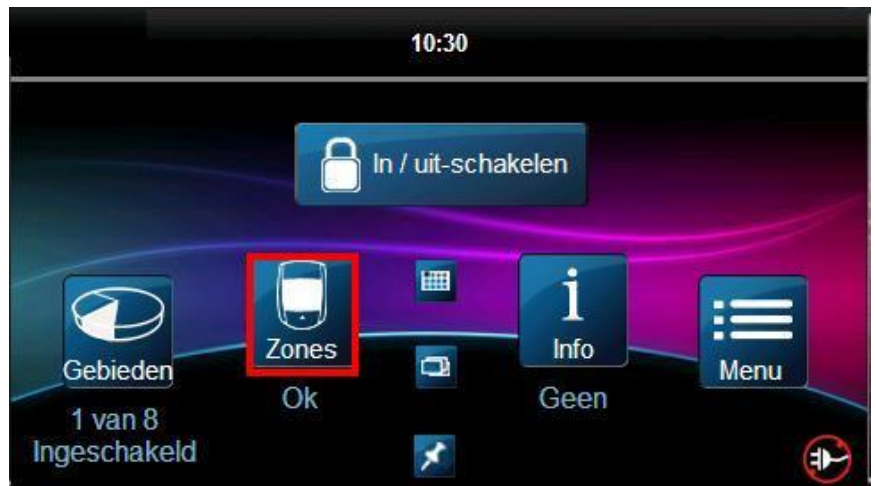 10:30
In / uit-schakelen
Gebieden
Zones
Info
Menu
1 van 8
Ingeschakeld
Ok
Geen